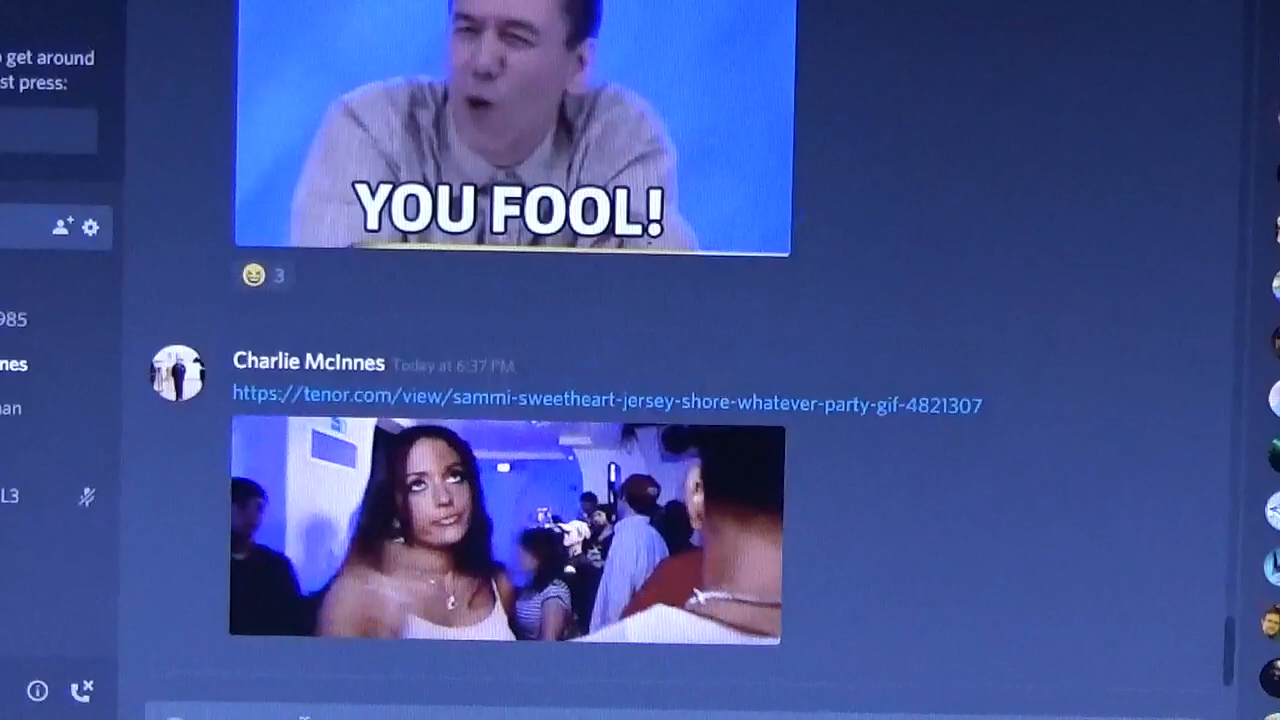 o get around
st press:
YOU FOOL!
3
985
Charlie McInnes Today at 6:37 PM
nes
https://tenor.com/view/sammi-sweetheart-jersey-shore-whatever-party-gif-4821307
nan
L3